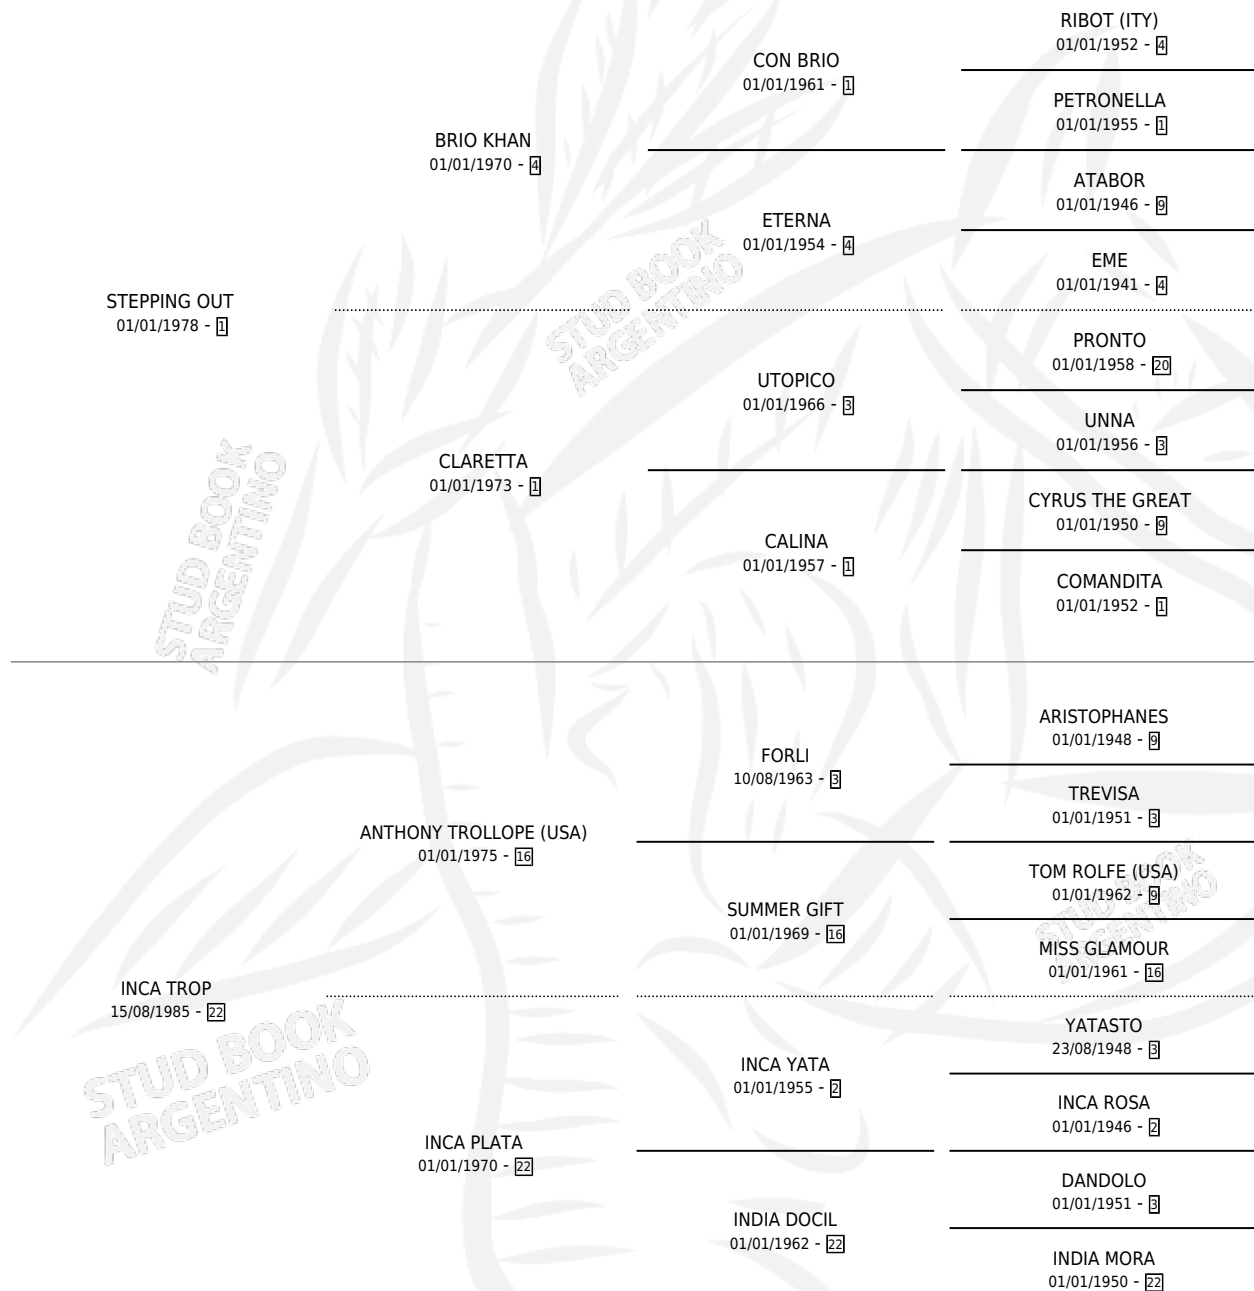 RIBOT (ITY)
01/01/1952 - 4
CON BRIO
01/01/1961 - 1
PETRONELLA
01/01/1955 - 1
BRIO KHAN
01/01/1970 - 4
ATABOR
01/01/1946 - 9
ETERNA
01/01/1954 - 4
EME
01/01/1941 - 4
STEPPING OUT
01/01/1978 - 1
PRONTO
01/01/1958 - 20
UTOPICO
01/01/1966 - 3
UNNA
01/01/1956 - 3
CLARETTA
01/01/1973 - 1
CYRUS THE GREAT
01/01/1950 - 9
CALINA
01/01/1957 - 1
COMANDITA
01/01/1952 - 1
ARISTOPHANES
01/01/1948 - 9
FORLI
10/08/1963 - 3
TREVISA
01/01/1951 - 3
ANTHONY TROLLOPE (USA)
01/01/1975 - 16
TOM ROLFE (USA)
01/01/1962 - 9
SUMMER GIFT
01/01/1969 - 16
MISS GLAMOUR
01/01/1961 - 16
INCA TROP
15/08/1985 - 22
YATASTO
23/08/1948 - 3
INCA YATA
01/01/1955 - 2
INCA ROSA
01/01/1946 - 2
INCA PLATA
01/01/1970 - 22
DANDOLO
01/01/1951 - 3
INDIA DOCIL
01/01/1962 - 22
INDIA MORA
01/01/1950 - 22
STUD BOOK
ARGENTINO
STUD BOOK
ARGENTINO
STUD BOOK
ARGENTINO
STUD BOOK
ARGENTINO